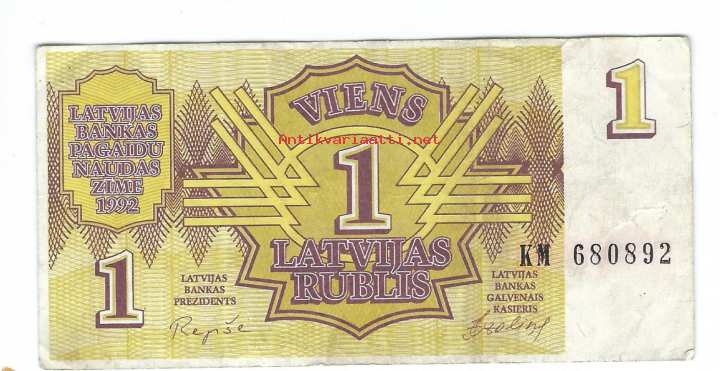 LATVIJAS
BANKAS
PAGAIDU
NAUDAS
ZIME
1992
VIENS
1
Antikvariaatti.net
1
LATVIJAS
RUBLIS
KM 680892
1
LATVIJAS
BANKAS
PREZIDENTS
Repše
LATVIJAS
BANKAS
GALVENAIS
KASIERIS